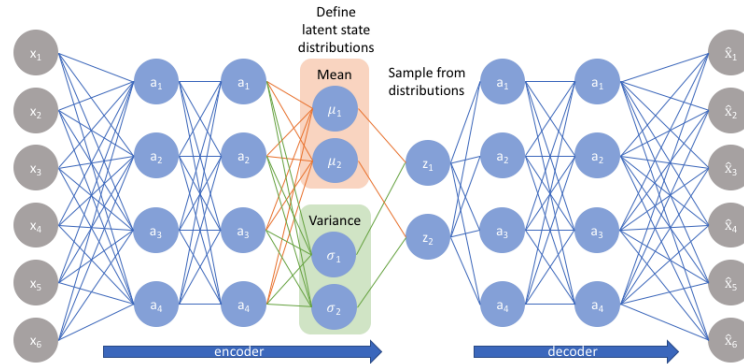 Define
latent state
distributions
Mean
Sample from
distributions
Variance
x₁
x₂
x₃
x₄
x₅
x₆
a₁
a₂
a₃
a₄
a₁
a₂
a₃
a₄
μ₁
μ₂
σ₁
σ₂
z₁
z₂
a₁
a₂
a₃
a₄
a₁
a₂
a₃
a₄
x̂₁
x̂₂
x̂₃
x̂₄
x̂₅
x̂₆
encoder
decoder